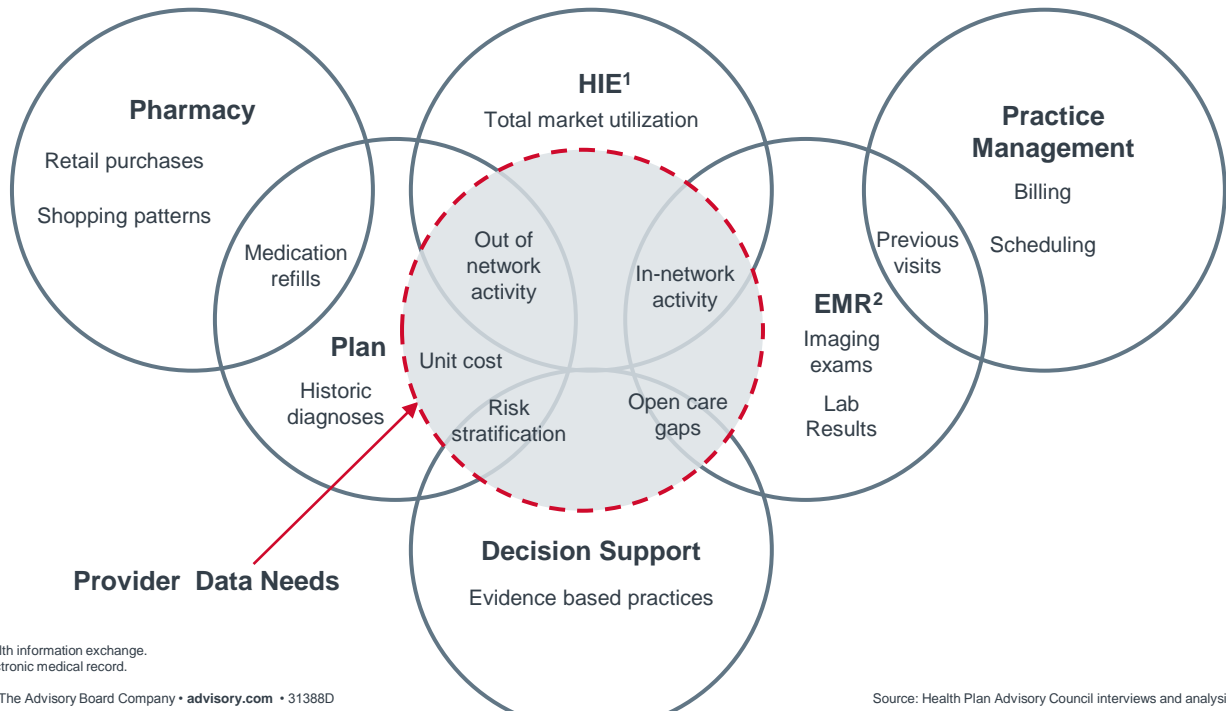 HIE¹
Total market utilization
Pharmacy
Retail purchases
Shopping patterns
Practice
Management
Billing
Scheduling
Medication
refills
Out of
network
activity
In-network
activity
Previous
visits
EMR²
Imaging
exams
Lab
Results
Plan
Historic
diagnoses
Unit cost
Risk
stratification
Open care
gaps
Decision Support
Evidence based practices
Provider Data Needs
information exchange.
medical record.
The Advisory Board Company • advisory.com • 31388D
Source: Health Plan Advisory Council interviews and